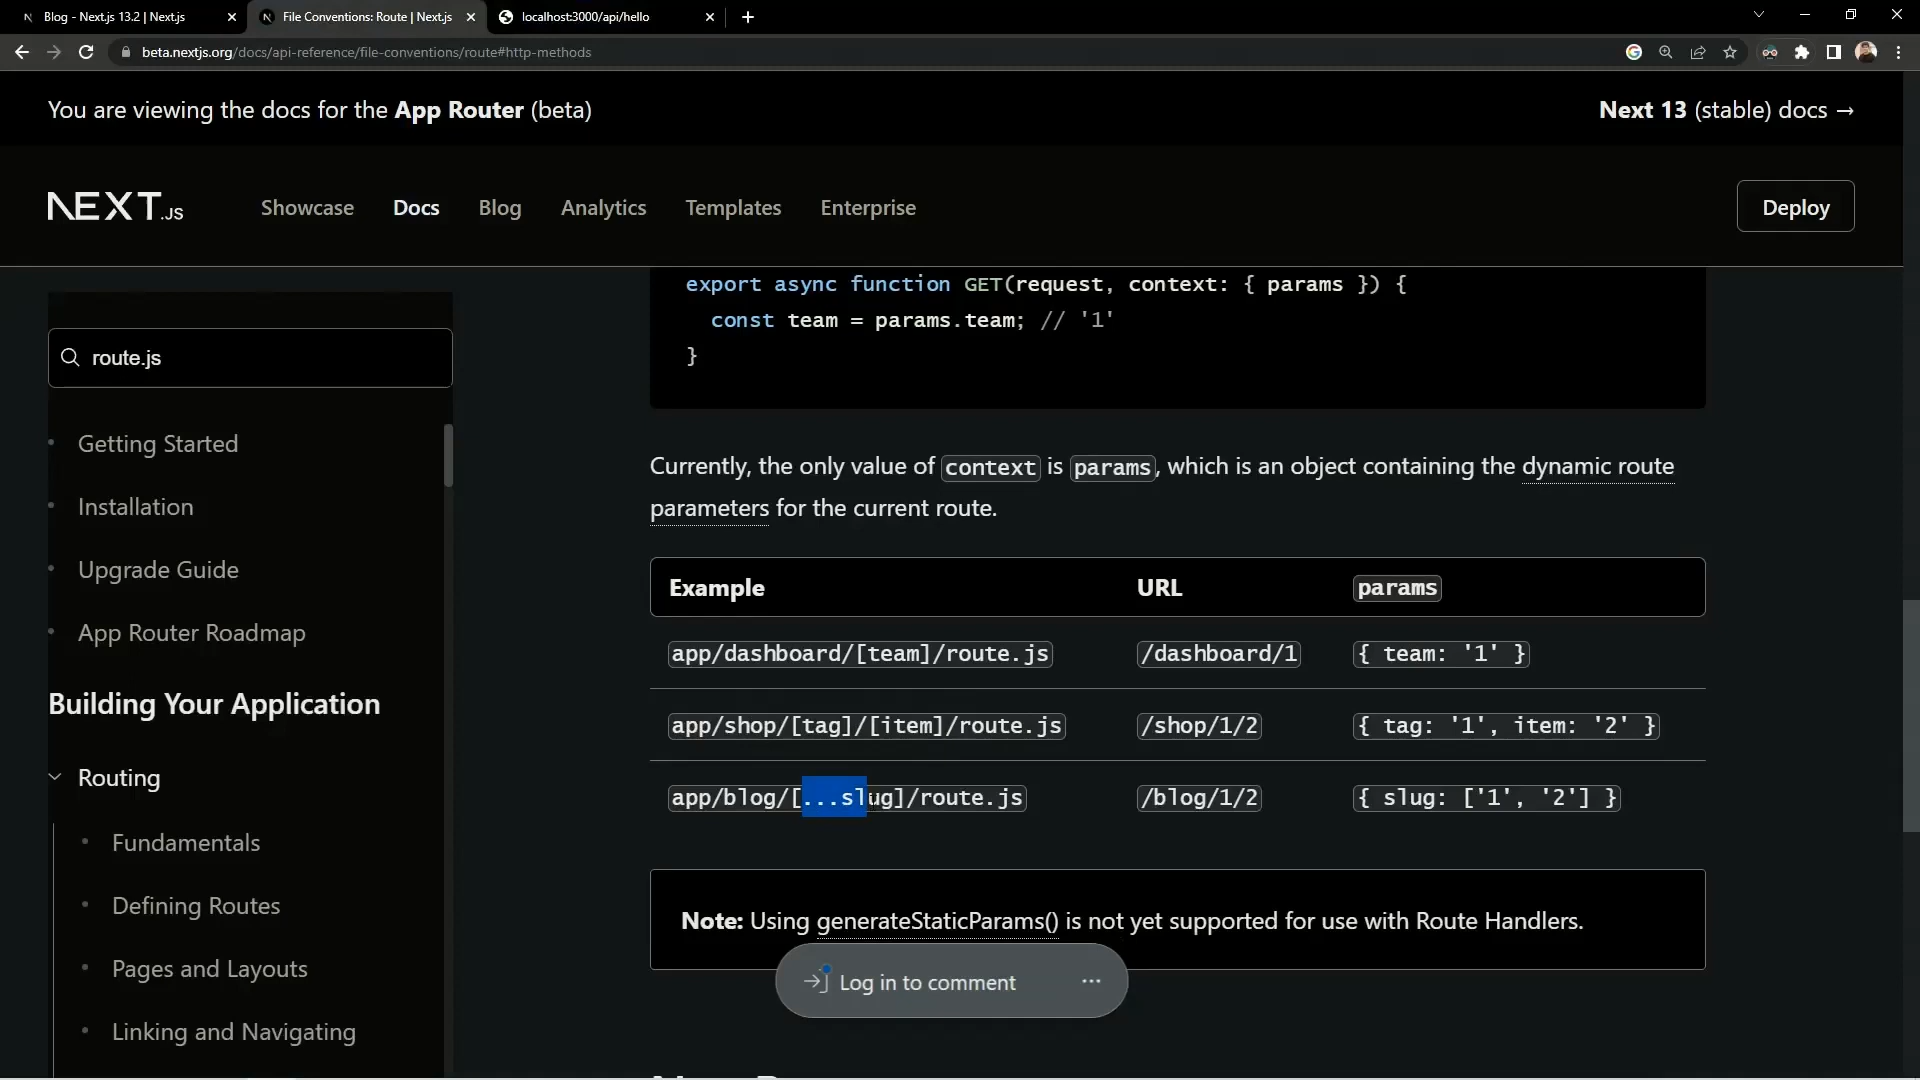 Blog - Next.js 13.2 | Next.js
File Conventions: Route | Next.js
localhost:3000/api/hello
beta.nextjs.org/docs/api-reference/file-conventions/route#http-methods
You are viewing the docs for the App Router (beta)
Next 13 (stable) docs →
NEXT.JS
Showcase
Docs
Blog
Analytics
Templates
Enterprise
Deploy
route.js
Getting Started
Installation
Upgrade Guide
App Router Roadmap
Building Your Application
Routing
Fundamentals
Defining Routes
Pages and Layouts
Linking and Navigating
export async function GET(request, context: { params }) {
const team = params.team; // '1'
}
Currently, the only value of context is params, which is an object containing the dynamic route
parameters for the current route.
Example URL params
app/dashboard/[team]/route.js /dashboard/1 { team: '1' }
app/shop/[tag]/[item]/route.js /shop/1/2 { tag: '1', item: '2' }
app/blog/[...slug]/route.js /blog/1/2 { slug: ['1', '2'] }
Note: Using generateStaticParams() is not yet supported for use with Route Handlers.
Log in to comment